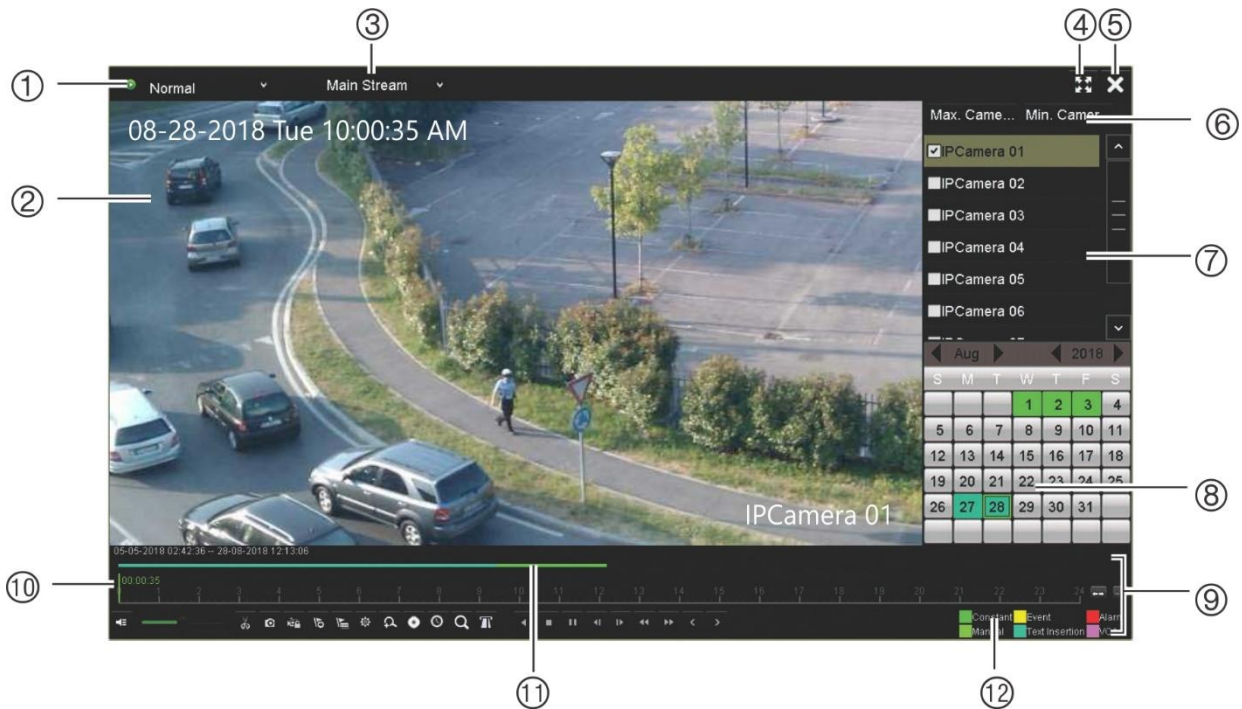 ③ ④ ⑤
① Normal Main Stream
Max. Came... Min. Camer ⑥
08-28-2018 Tue 10:00:35 AM
IPCamera 01
② IPCamera 02
IPCamera 03
IPCamera 04 ⑦
IPCamera 05
IPCamera 06
Aug 2018
S M T W T F S
1 2 3 4
5 6 7 8 9 10 11
12 13 14 15 16 17 18
19 20 21 22 23 24 25 ⑧
26 27 28 29 30 31
IPCamera 01
05-05-2018 02:42:36 -- 28-08-2018 12:13:06
⑩ 00:00:35 ⑨
1 2 3 4 5 6 7 8 9 10 11 12 13 14 15 16 17 18 19 20 21 22 23 24
Constant Event Alarm
Manual Text Insertion VCA
⑪ ⑫